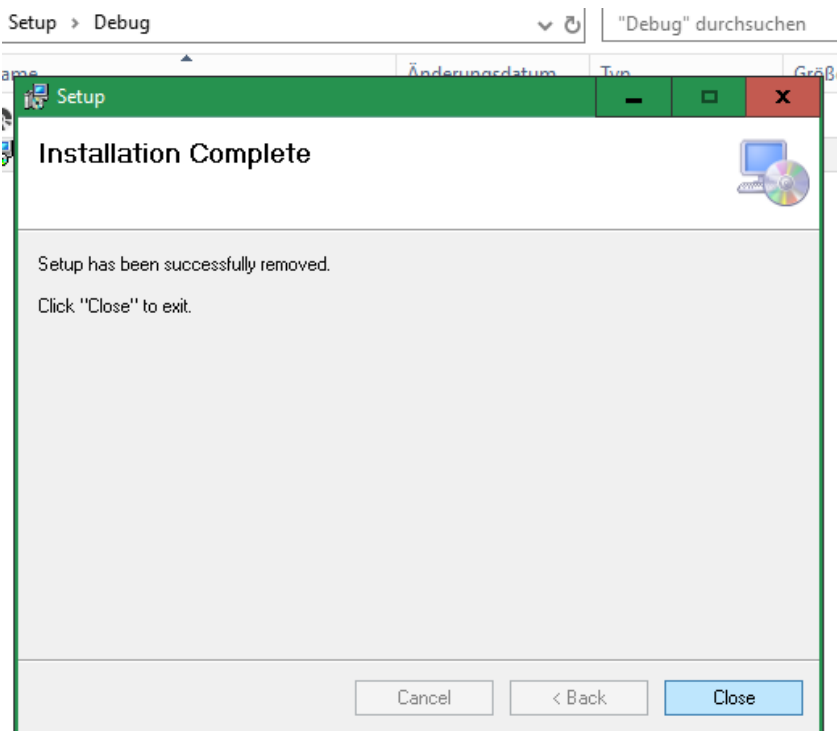 Setup > Debug
"Debug" durchsuchen
Änderungsdatum Typ
Setup
Installation Complete
Setup has been successfully removed.
Click "Close" to exit.
Cancel < Back Close